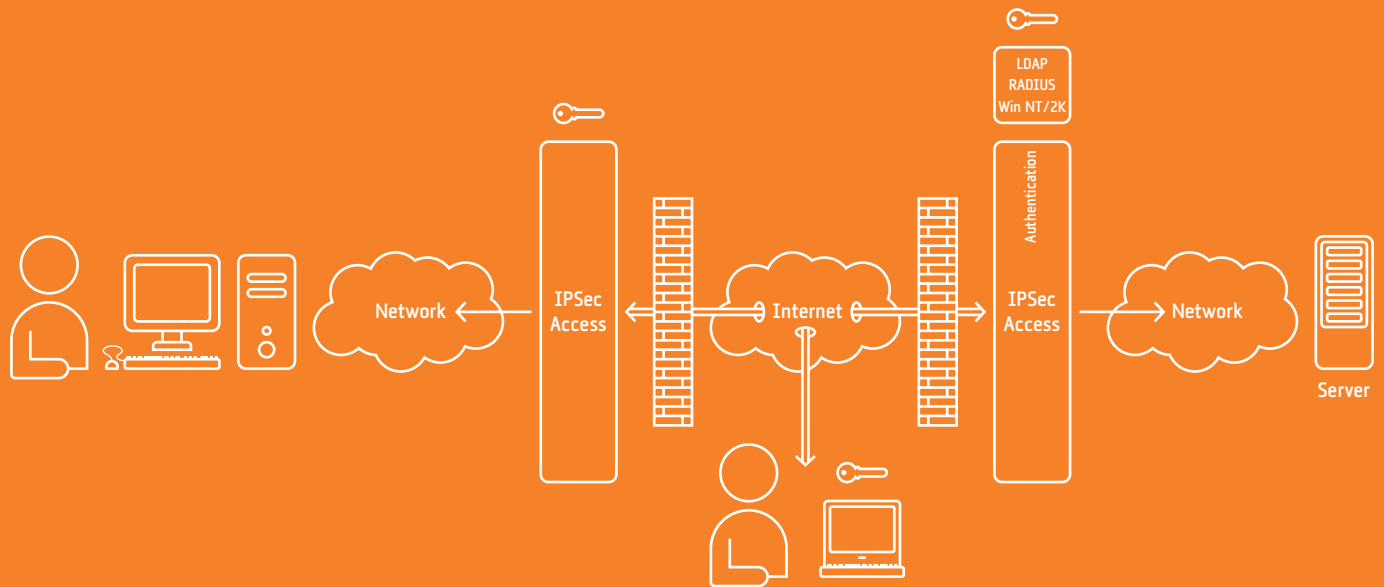 LDAP
RADIUS
Win NT/2K
Authentication
Network
IPSec
Access
Internet
IPSec
Access
Network
Server